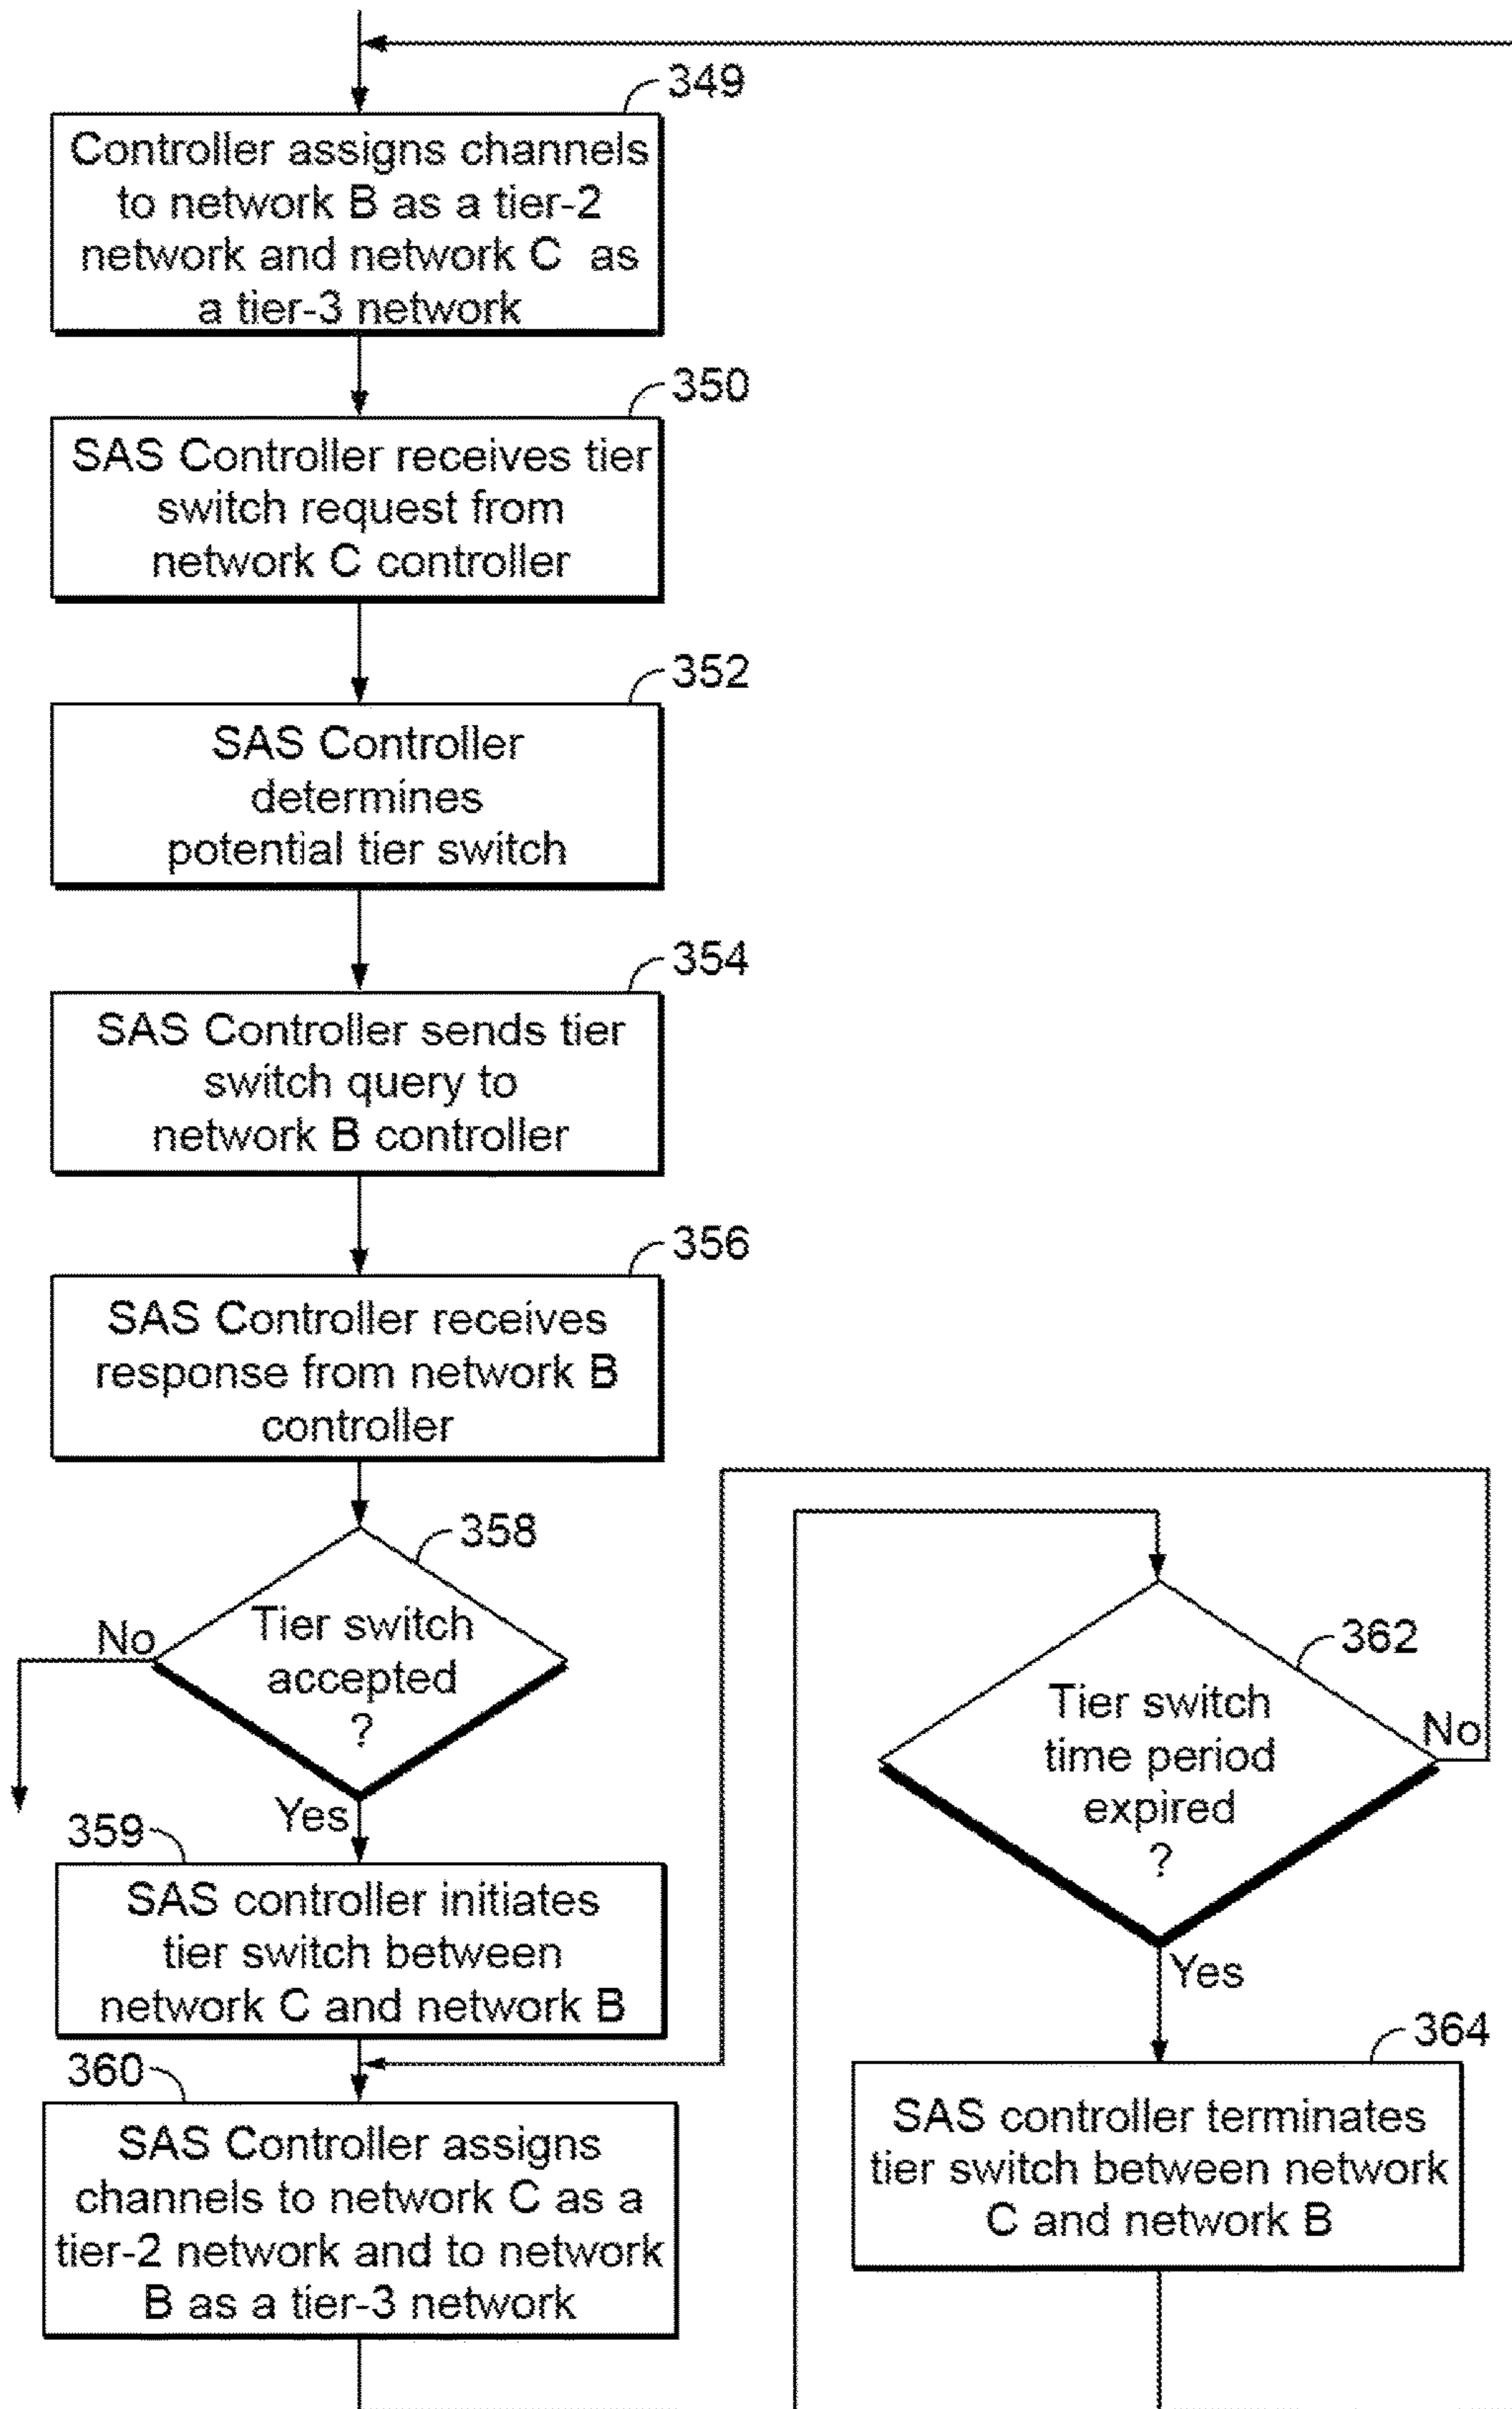 349
Controller assigns channels
to network B as a tier-2
network and network C as
a tier-3 network
350
SAS Controller receives tier
switch request from
network C controller
352
SAS Controller
determines
potential tier switch
354
SAS Controller sends tier
switch query to
network B controller
356
SAS Controller receives
response from network B
controller
358
No
Tier switch
accepted
?
Yes
359
SAS controller initiates
tier switch between
network C and network B
360
SAS Controller assigns
channels to network C as a
tier-2 network and to network
B as a tier-3 network
362
Tier switch
time period
expired
?
No
Yes
364
SAS controller terminates
tier switch between network
C and network B